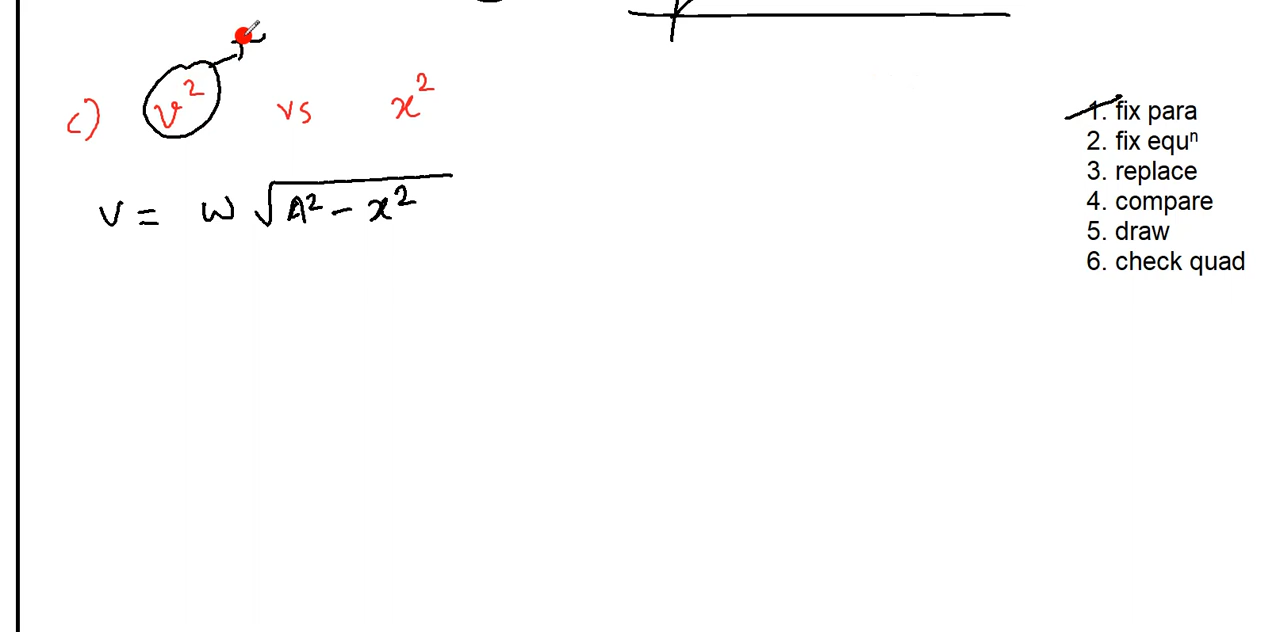 c) v² vs x²
v = w √A² - x²
1. fix para
2. fix equⁿ
3. replace
4. compare
5. draw
6. check quad